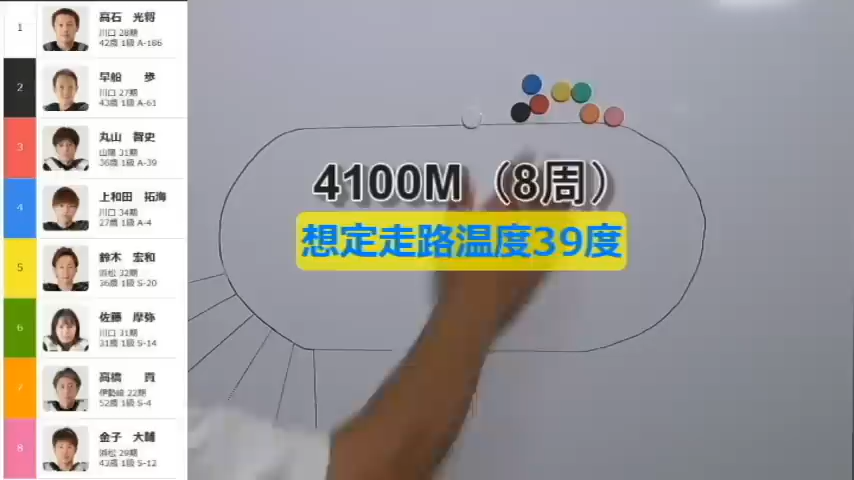 1
高石 光将
川口 28期
42歳 1級 A-186
2
早船 歩
川口 27期
43歳 1級 A-61
3
丸山 智史
山陽 31期
36歳 1級 A-39
4
上和田 拓海
川口 34期
27歳 1級 A-4
5
鈴木 宏和
浜松 32期
36歳 1級 S-20
6
佐藤 摩弥
川口 31期
31歳 1級 S-14
7
高橋 貢
伊勢崎 22期
52歳 1級 S-4
8
金子 大輔
浜松 29期
43歳 1級 S-12
4100M（8周）
想定走路温度39度